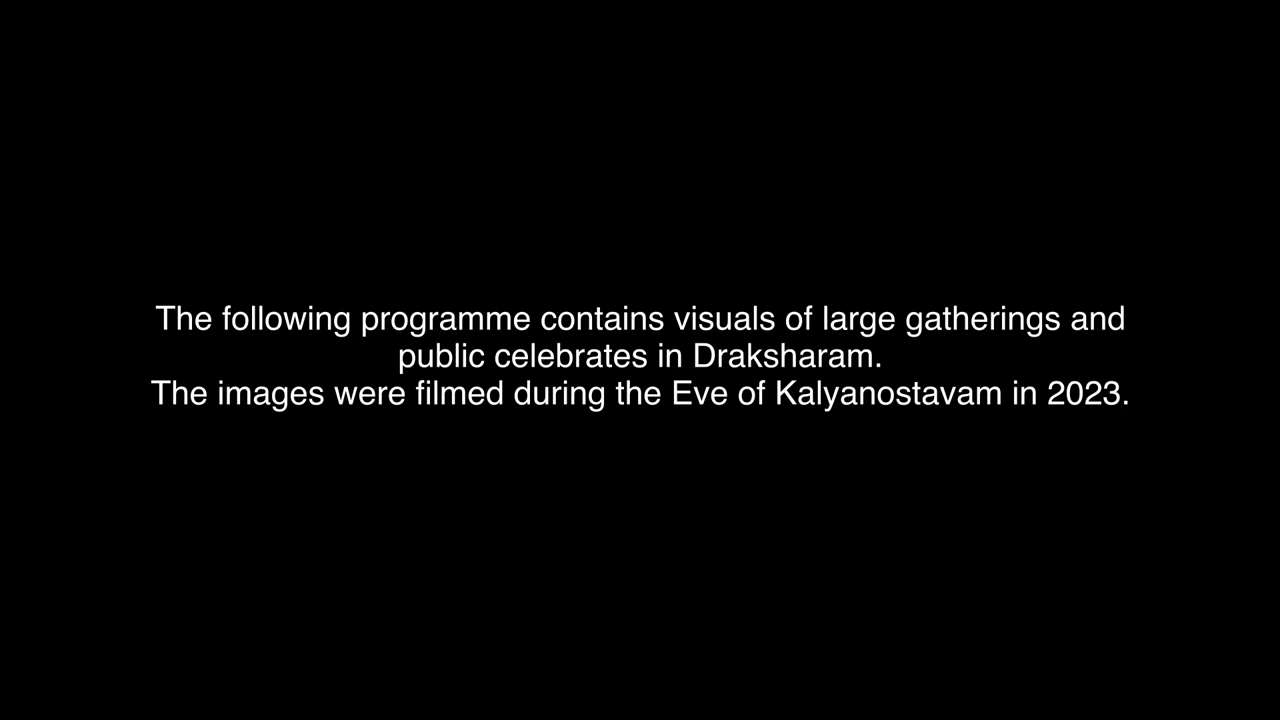 The following programme contains visuals of large gatherings and
public celebrates in Draksharam.
The images were filmed during the Eve of Kalyanostavam in 2023.